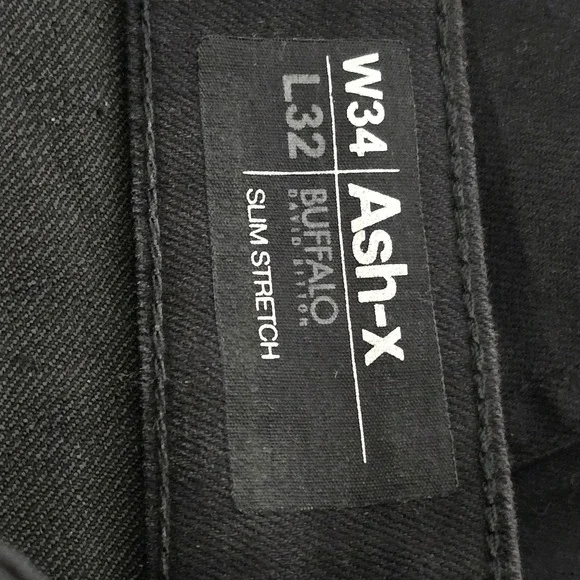 W34 Ash-x
L32 BUFFALO
DAVID BITTON
SLIM STRETCH